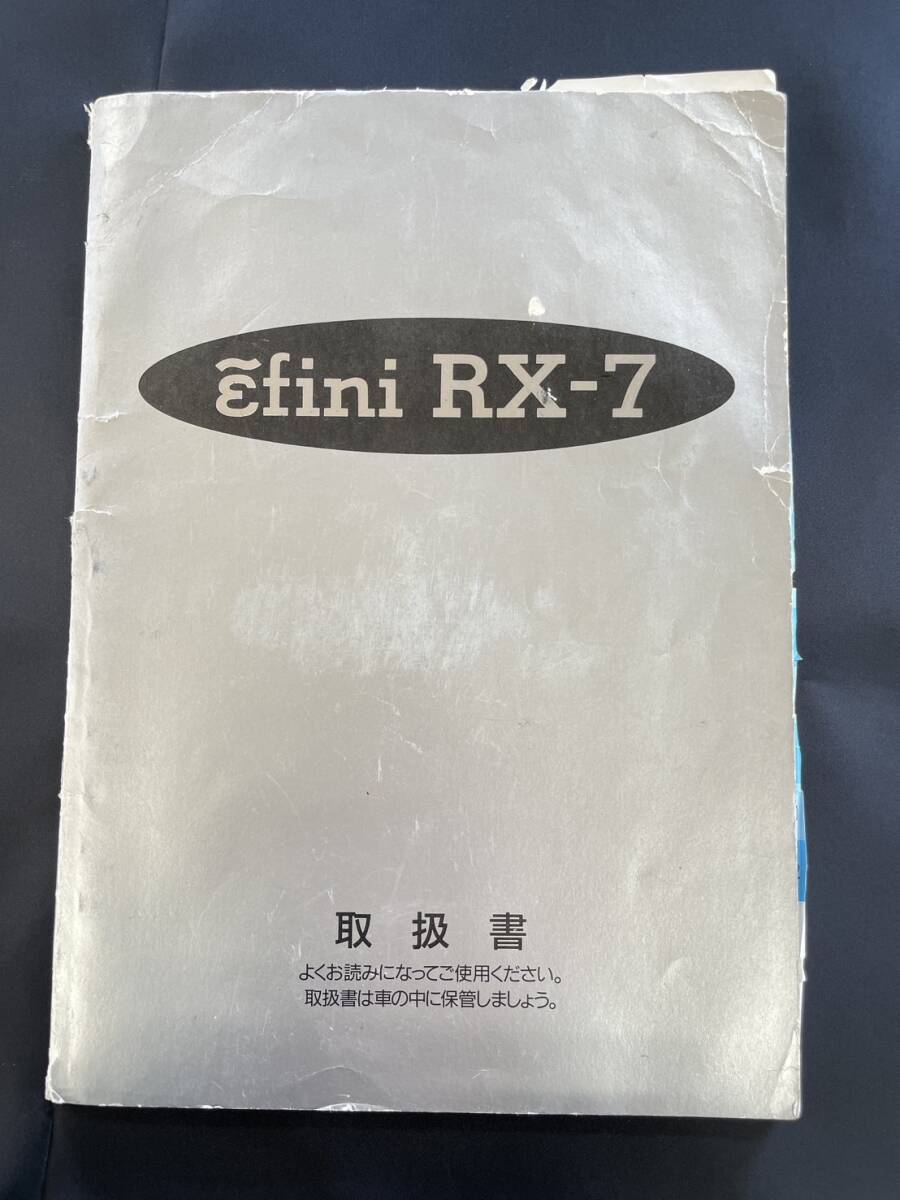 ε̃fini RX-7
取扱書
よくお読みになってご使用ください。
取扱書は車の中に保管しましょう。